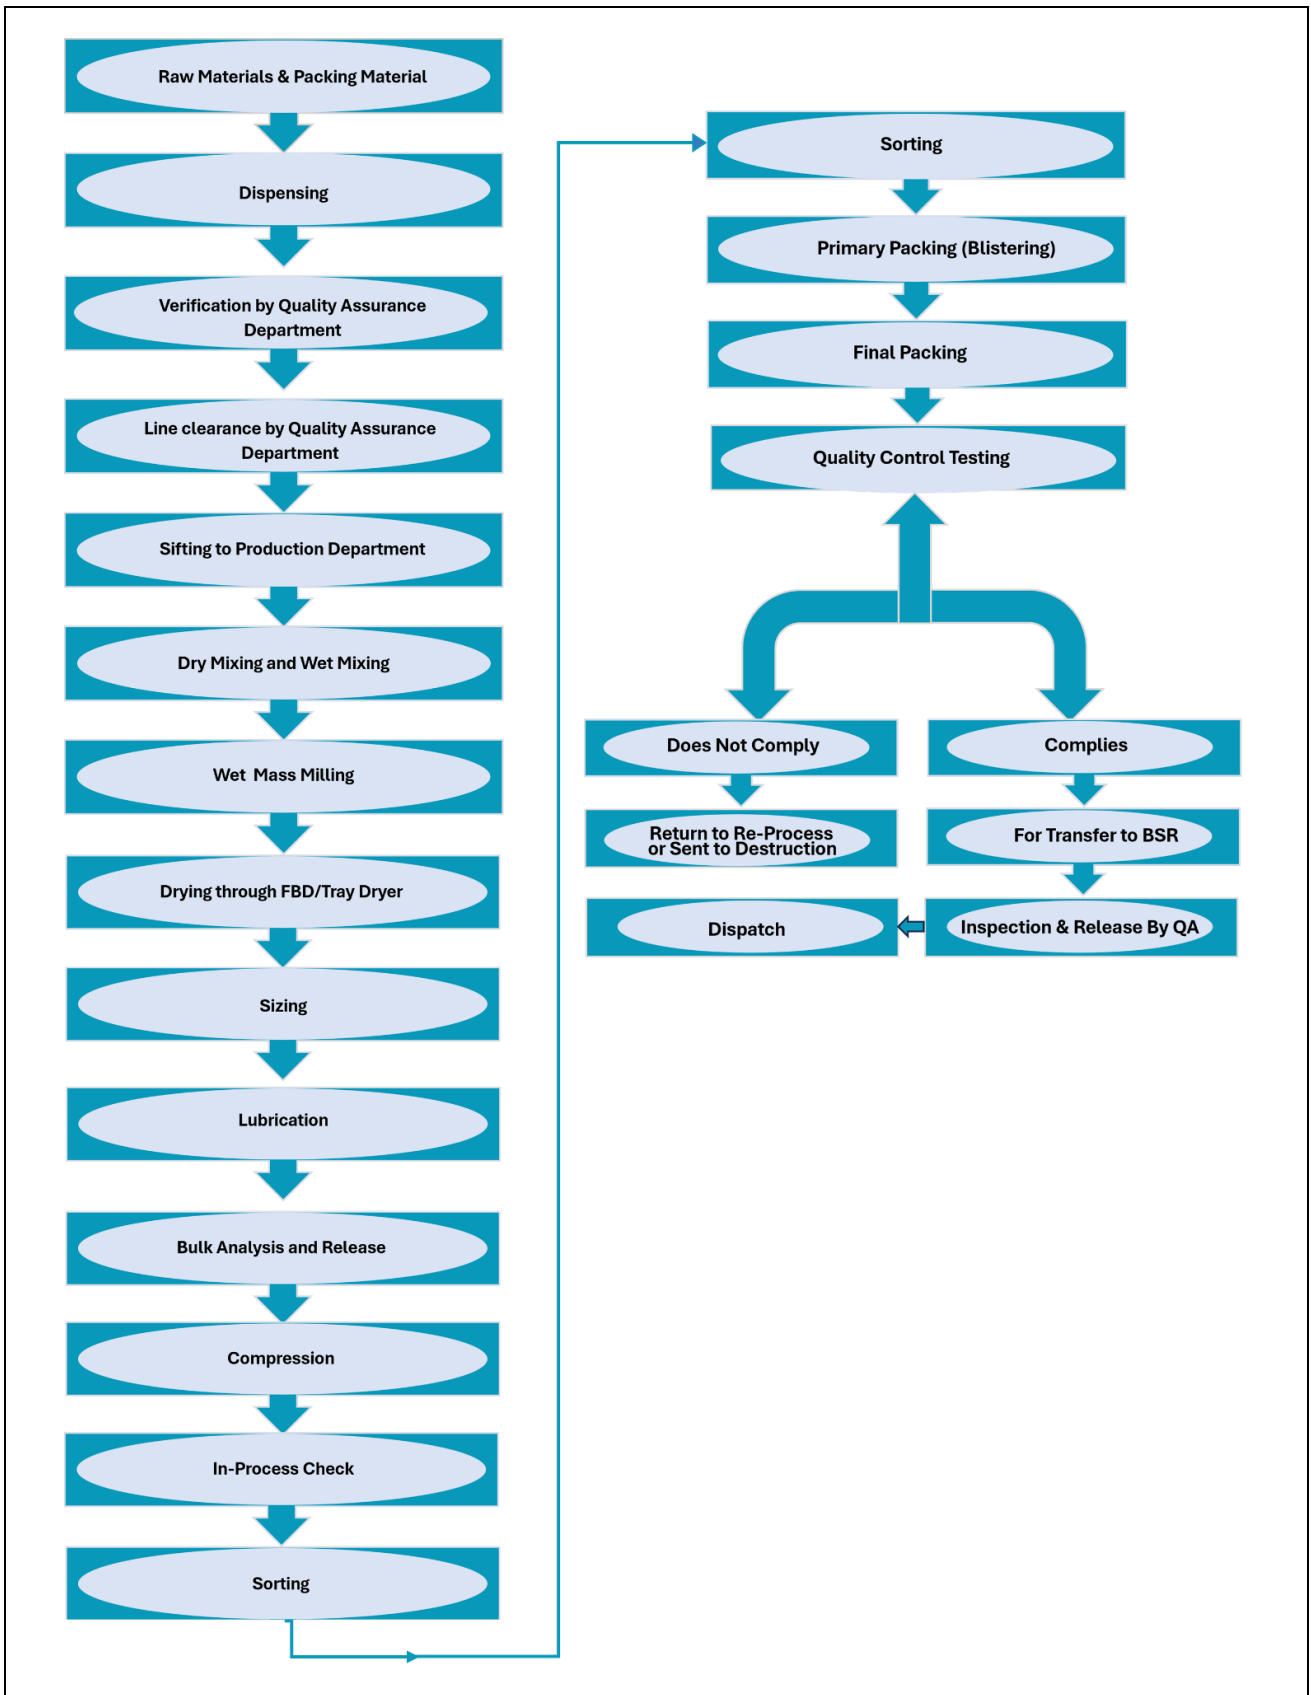 Raw Materials & Packing Material
Dispensing
Verification by Quality Assurance
Department
Line clearance by Quality Assurance
Department
Sifting to Production Department
Dry Mixing and Wet Mixing
Wet Mass Milling
Drying through FBD/Tray Dryer
Sizing
Lubrication
Bulk Analysis and Release
Compression
In-Process Check
Sorting
Sorting
Primary Packing (Blistering)
Final Packing
Quality Control Testing
Does Not Comply
Complies
Return to Re-Process
or Sent to Destruction
For Transfer to BSR
Inspection & Release By QA
Dispatch